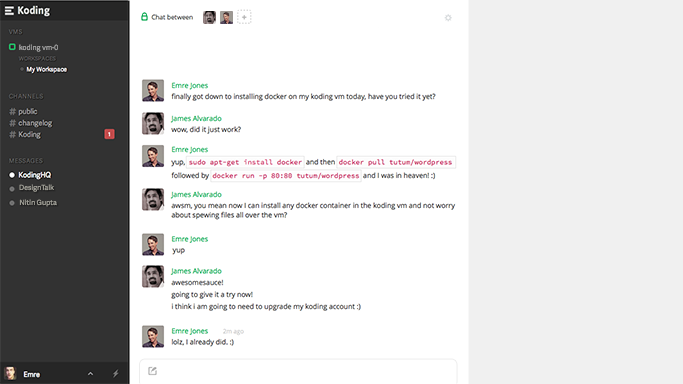 Koding
VMS
koding vm-0
WORKSPACES
My Workspace
CHANNELS
# public
# changelog
# Koding
1
MESSAGES
KodingHQ
DesignTalk
Nitin Gupta
Emre
Chat between
+
Emre Jones
finally got down to installing docker on my koding vm today, have you tried it yet?
James Alvarado
wow, did it just work?
Emre Jones
yup, sudo apt-get install docker and then docker pull tutum/wordpress
followed by docker run -p 80:80 tutum/wordpress and I was in heaven! :)
James Alvarado
awsm, you mean now I can install any docker container in the koding vm and not worry
about spewing files all over the vm?
Emre Jones
yup
James Alvarado
awesomesauce!
going to give it a try now!
i think i am going to need to upgrade my koding account :)
Emre Jones 2m ago
lolz, I already did. :)